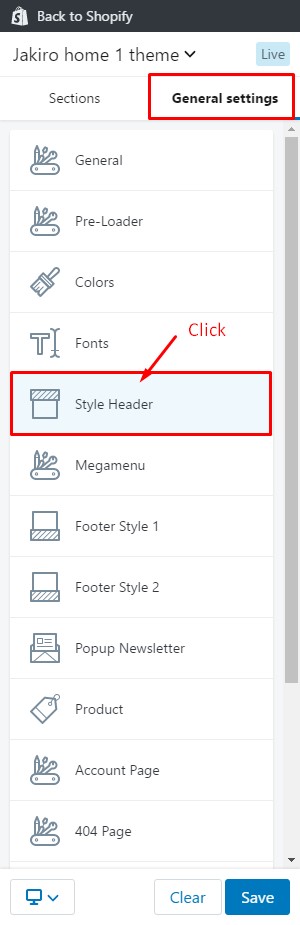 Back to Shopify
Jakiro home 1 theme
Live
Sections
General settings
General
Pre-Loader
Colors
Fonts
Click
Style Header
Megamenu
Footer Style 1
Footer Style 2
Popup Newsletter
Product
Account Page
404 Page
Clear
Save